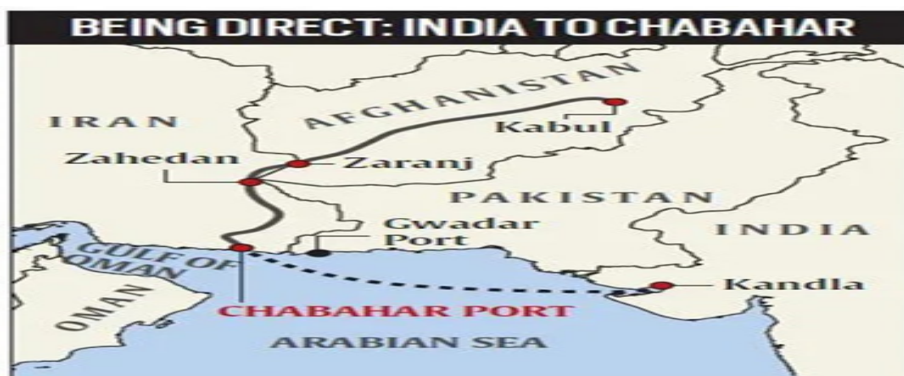 BEING DIRECT: INDIA TO CHABAHAR
AFGHANISTAN
IRAN
Kabul
Zahedan
Zaranj
PAKISTAN
Gwadar
Port
INDIA
GULF OF
OMAN
Kandla
OMAN
CHABAHAR PORT
ARABIAN SEA